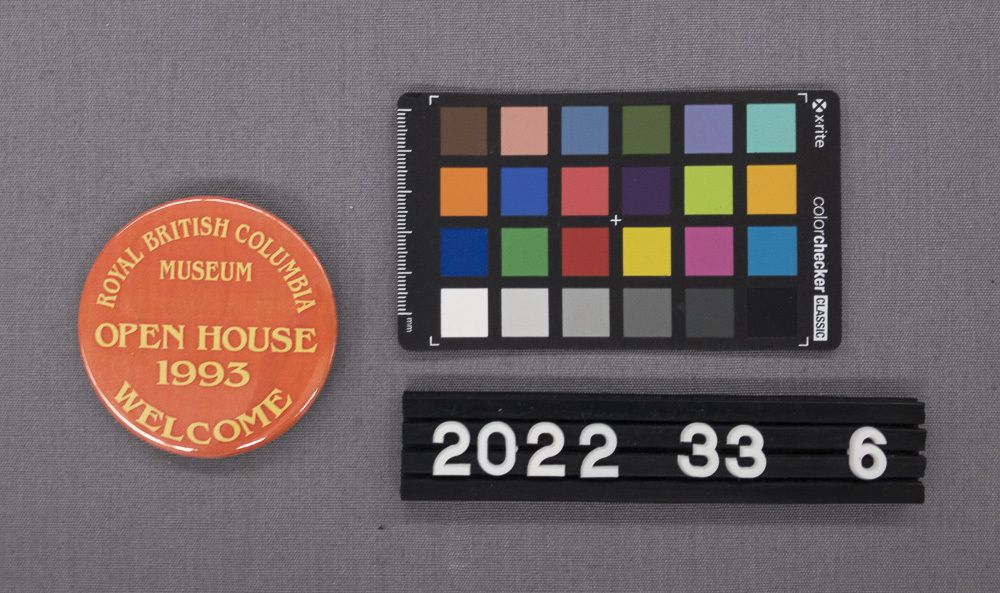 ROYAL BRITISH COLUMBIA
MUSEUM
OPEN HOUSE
1993
WELCOME
x·rite
colorchecker CLASSIC
mm
2022 33 6